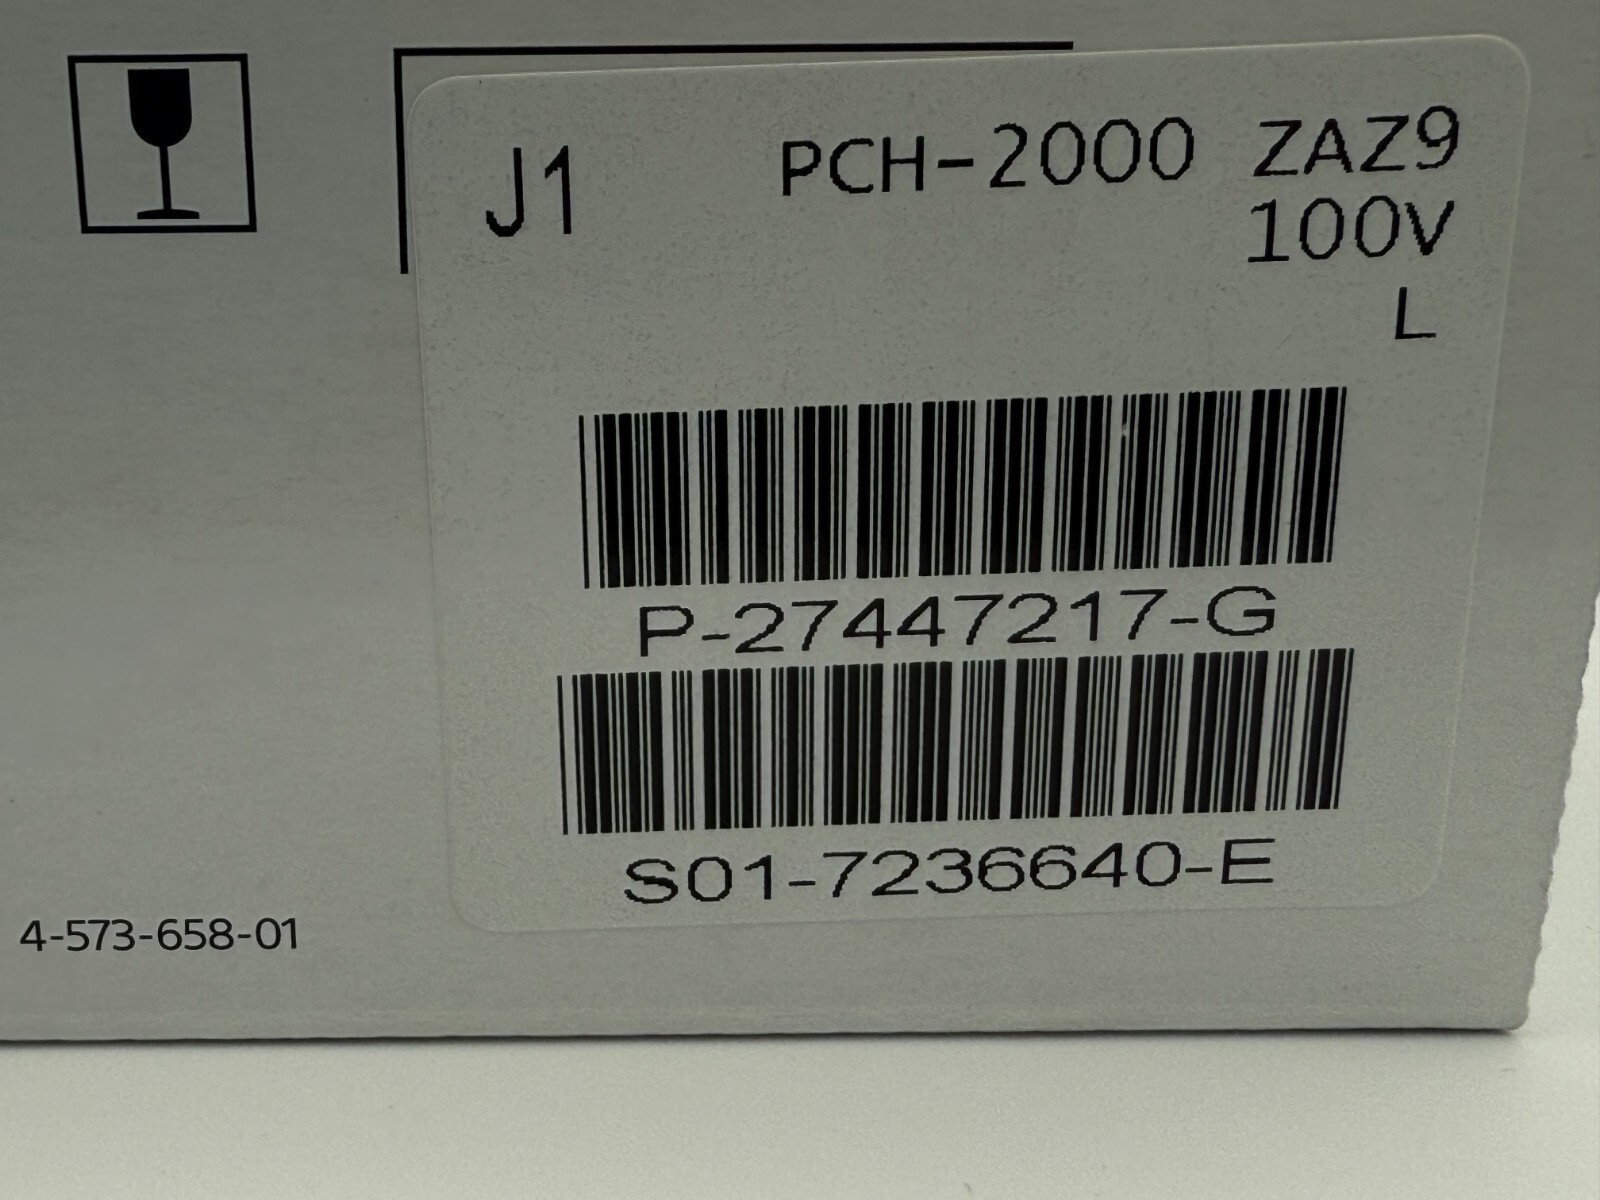 J1 PCH-2000 ZAZ9
100V
L
P-27447217-G
S01-7236640-E
4-573-658-01